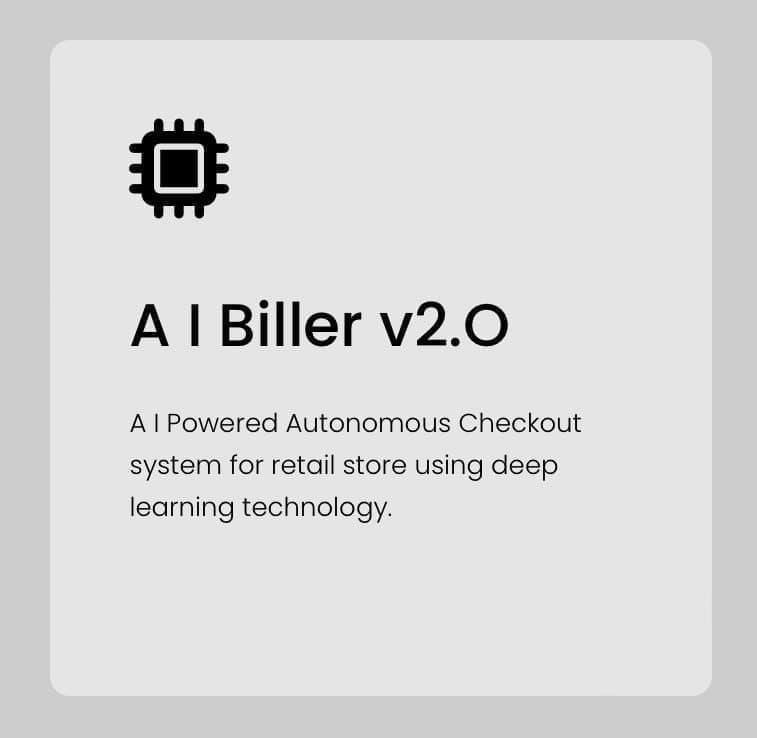 A I Biller v2.O
A I Powered Autonomous Checkout
system for retail store using deep
learning technology.